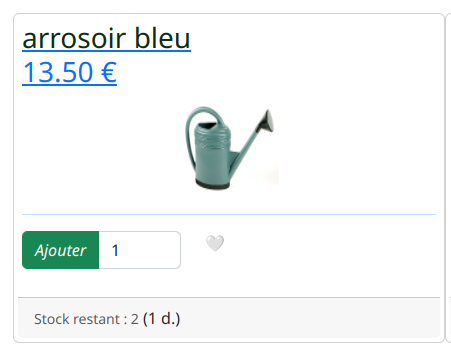 arrosoir bleu
13.50 €
Ajouter 1
Stock restant : 2 (1 d.)